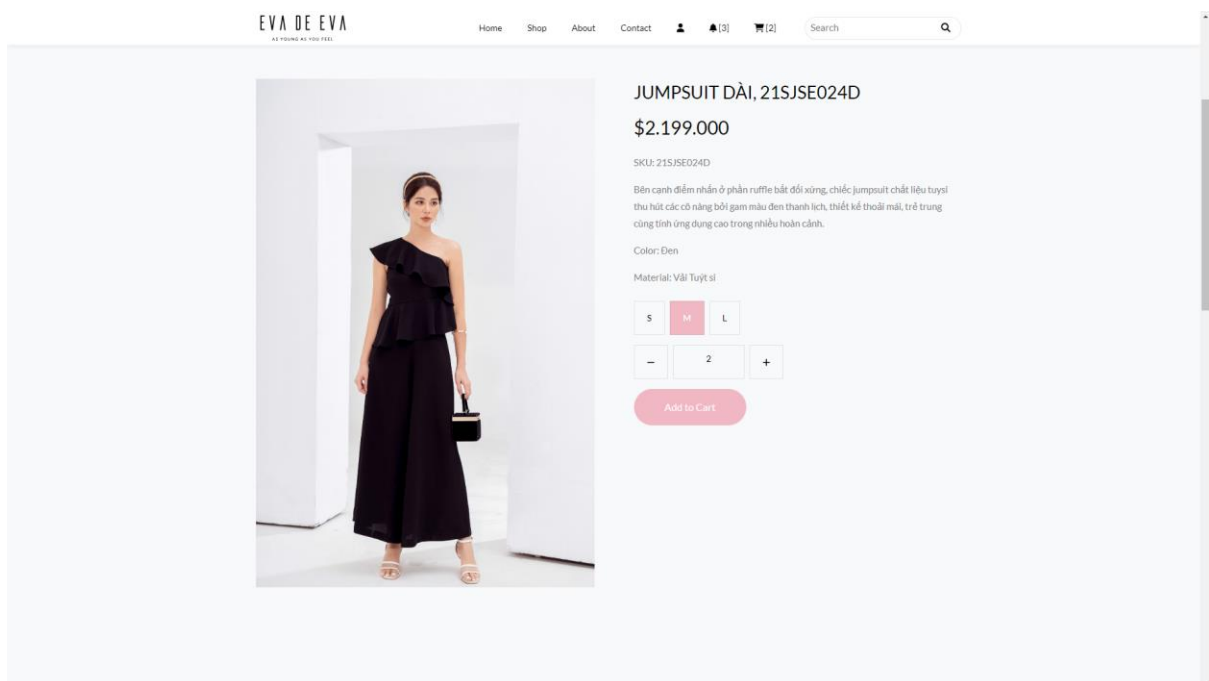 EVA DE EVA
AS YOUNG AS YOU FEEL
Home Shop About Contact [3] [2] Search
JUMPSUIT DÀI, 21SJSE024D
$2.199.000
SKU: 21SJSE024D
Bên cạnh điểm nhấn ở phần ruffle bất đối xứng, chiếc jumpsuit chất liệu tuysi
thu hút các cô nàng bởi gam màu đen thanh lịch, thiết kế thoải mái, trẻ trung
cùng tính ứng dụng cao trong nhiều hoàn cảnh.
Color: Đen
Material: Vải Tuýt si
S M L
− 2 +
Add to Cart